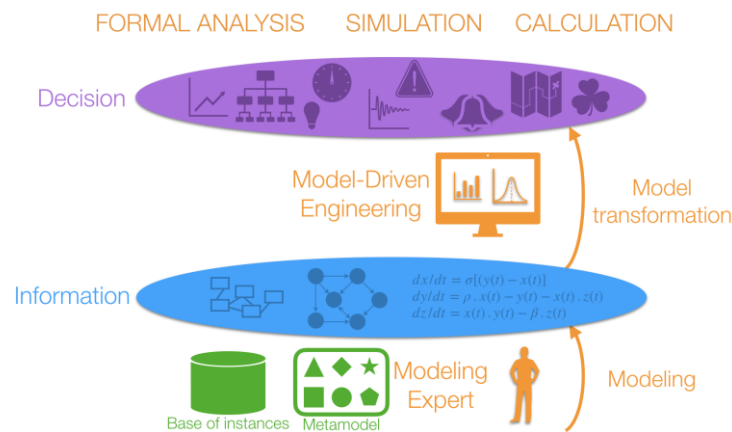 FORMAL ANALYSIS SIMULATION CALCULATION
Decision
Model-Driven
Engineering
Model
transformation
Information
dx/dt = σ[(y(t) − x(t)]
dy/dt = ρ . x(t) − y(t) − x(t) . z(t)
dz/dt = x(t) . y(t) − β . z(t)
Modeling
Expert
Modeling
Base of instances
Metamodel